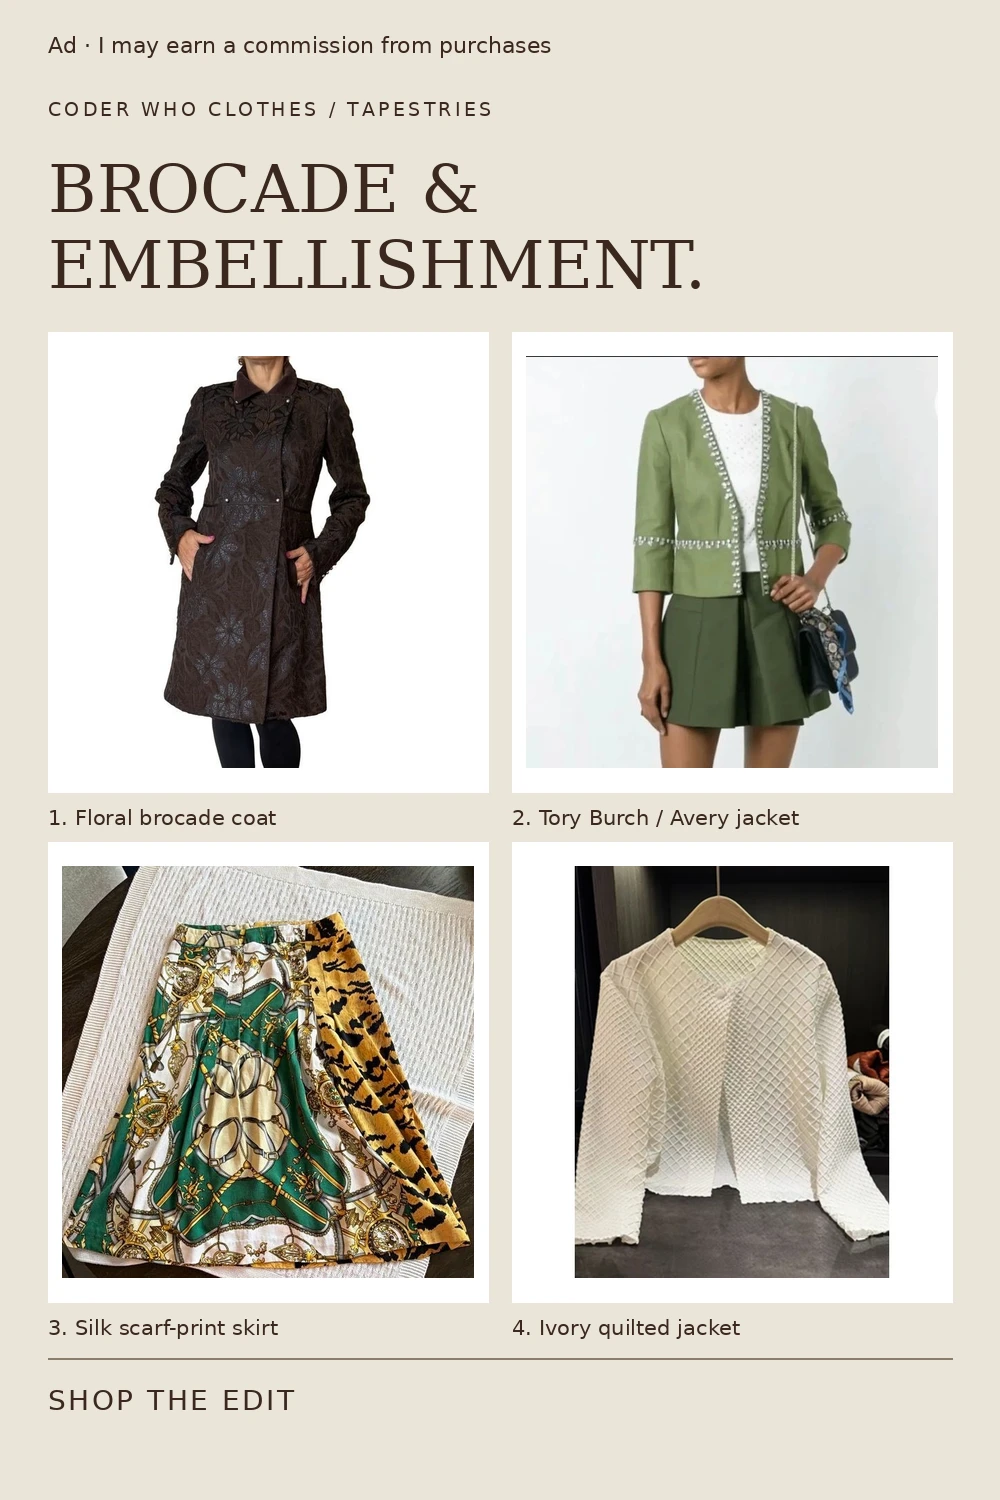 Ad · I may earn a commission from purchases
CODER WHO CLOTHES / TAPESTRIES
BROCADE &
EMBELLISHMENT.
1. Floral brocade coat
2. Tory Burch / Avery jacket
3. Silk scarf-print skirt
4. Ivory quilted jacket
SHOP THE EDIT